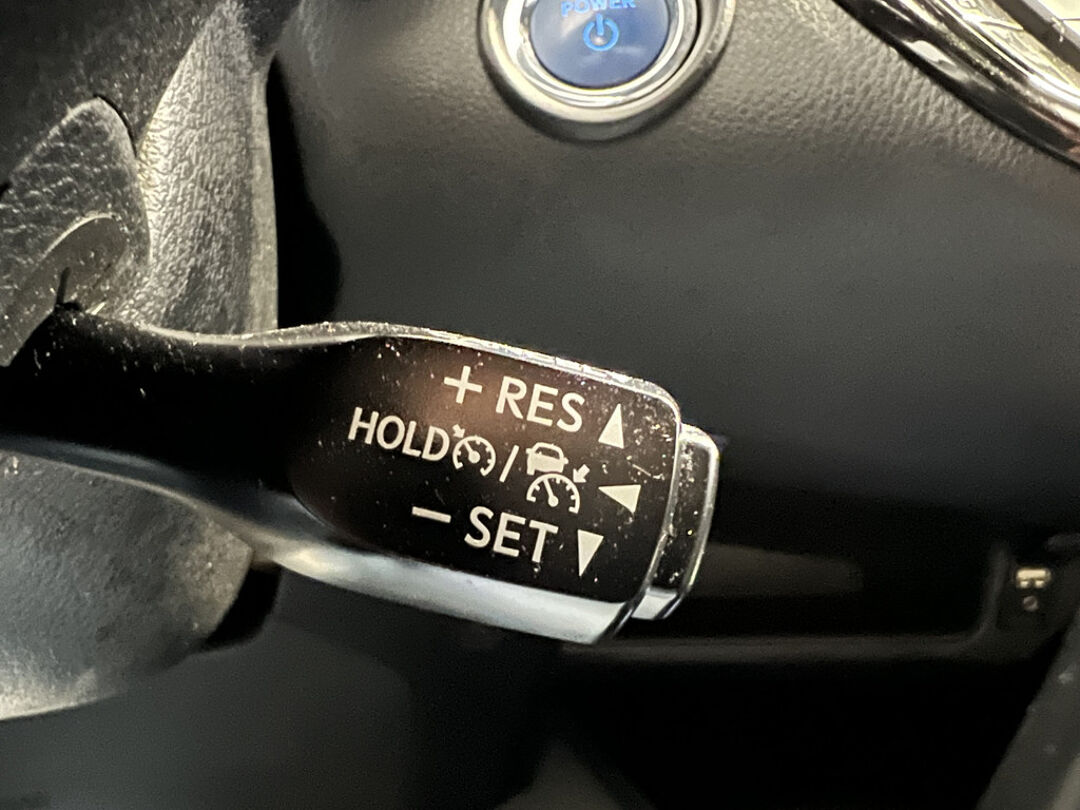 POWER
+ RES
HOLD /
− SET